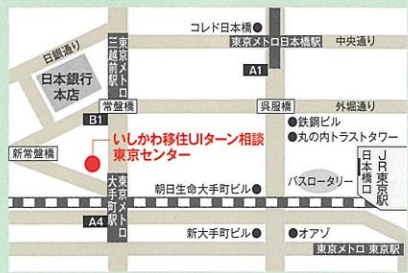 コレド日本橋
日銀通り
東京メトロ三越前駅
東京メトロ日本橋駅
中央通り
日本銀行
本店
A1
常盤橋
呉服橋
外堀通り
B1
鉄鋼ビル
丸の内トラストタワー
いしかわ移住UIターン相談
東京センター
新常盤橋
JR東京駅
日本橋口
バスロータリー
東京メトロ大手町駅
朝日生命大手町ビル
A4
新大手町ビル
オアゾ
東京メトロ 東京駅